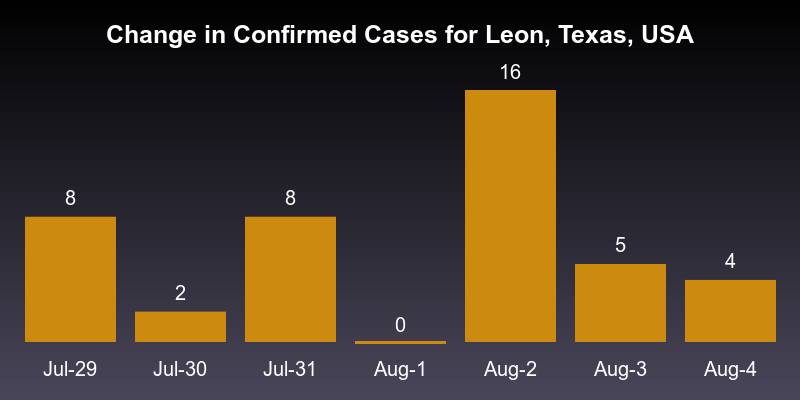 Change in Confirmed Cases for Leon, Texas, USA
8
2
8
0
16
5
4
Jul-29
Jul-30
Jul-31
Aug-1
Aug-2
Aug-3
Aug-4